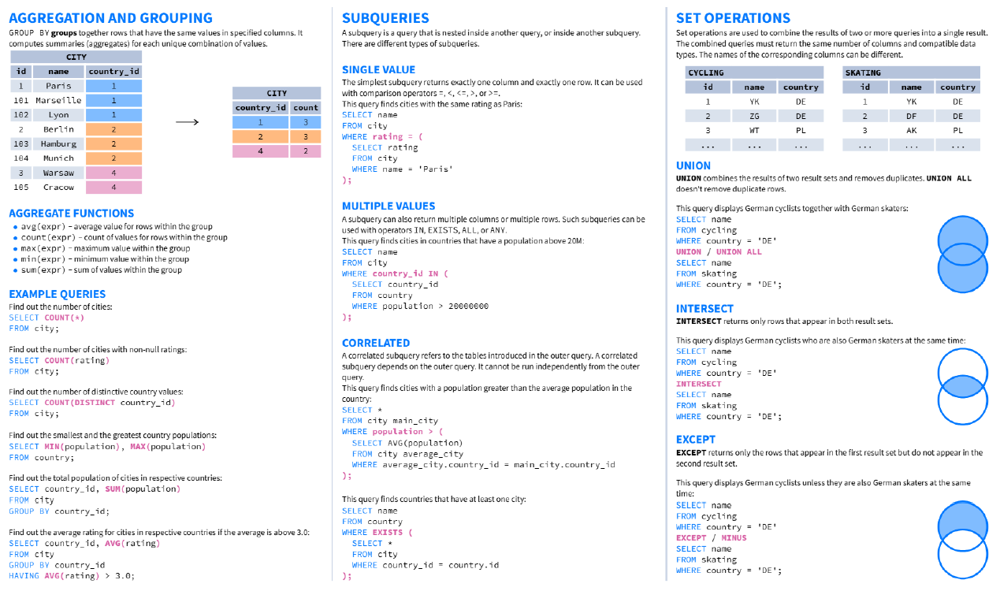 AGGREGATION AND GROUPING
GROUP BY groups together rows that have the same values in specified columns. It
computes summaries (aggregates) for each unique combination of values.
CITY
id name country_id
1 Paris 1
101 Marseille 1
102 Lyon 1
2 Berlin 2
103 Hamburg 2
104 Munich 2
3 Warsaw 4
105 Cracow 4
CITY
country_id count
1 3
2 3
4 2
AGGREGATE FUNCTIONS
• avg(expr) – average value for rows within the group
• count(expr) – count of values for rows within the group
• max(expr) – maximum value within the group
• min(expr) – minimum value within the group
• sum(expr) – sum of values within the group
EXAMPLE QUERIES
Find out the number of cities:
SELECT COUNT(*)
FROM city;
Find out the number of cities with non-null ratings:
SELECT COUNT(rating)
FROM city;
Find out the number of distinctive country values:
SELECT COUNT(DISTINCT country_id)
FROM city;
Find out the smallest and the greatest country populations:
SELECT MIN(population), MAX(population)
FROM country;
Find out the total population of cities in respective countries:
SELECT country_id, SUM(population)
FROM city
GROUP BY country_id;
Find out the average rating for cities in respective countries if the average is above 3.0:
SELECT country_id, AVG(rating)
FROM city
GROUP BY country_id
HAVING AVG(rating) > 3.0;
SUBQUERIES
A subquery is a query that is nested inside another query, or inside another subquery.
There are different types of subqueries.
SINGLE VALUE
The simplest subquery returns exactly one column and exactly one row. It can be used
with comparison operators =, <, <=, >, or >=.
This query finds cities with the same rating as Paris:
SELECT name
FROM city
WHERE rating = (
SELECT rating
FROM city
WHERE name = 'Paris'
);
MULTIPLE VALUES
A subquery can also return multiple columns or multiple rows. Such subqueries can be
used with operators IN, EXISTS, ALL, or ANY.
This query finds cities in countries that have a population above 20M:
SELECT name
FROM city
WHERE country_id IN (
SELECT country_id
FROM country
WHERE population > 20000000
);
CORRELATED
A correlated subquery refers to the tables introduced in the outer query. A correlated
subquery depends on the outer query. It cannot be run independently from the outer
query.
This query finds cities with a population greater than the average population in the
country:
SELECT *
FROM city main_city
WHERE population > (
SELECT AVG(population)
FROM city average_city
WHERE average_city.country_id = main_city.country_id
);
This query finds countries that have at least one city:
SELECT name
FROM country
WHERE EXISTS (
SELECT *
FROM city
WHERE country_id = country.id
);
SET OPERATIONS
Set operations are used to combine the results of two or more queries into a single result.
The combined queries must return the same number of columns and compatible data
types. The names of the corresponding columns can be different.
CYCLING
id name country
1 YK DE
2 ZG DE
3 WT PL
... ... ...
SKATING
id name country
1 YK DE
2 DF DE
3 AK PL
... ... ...
UNION
UNION combines the results of two result sets and removes duplicates. UNION ALL
doesn't remove duplicate rows.
This query displays German cyclists together with German skaters:
SELECT name
FROM cycling
WHERE country = 'DE'
UNION / UNION ALL
SELECT name
FROM skating
WHERE country = 'DE';
INTERSECT
INTERSECT returns only rows that appear in both result sets.
This query displays German cyclists who are also German skaters at the same time:
SELECT name
FROM cycling
WHERE country = 'DE'
INTERSECT
SELECT name
FROM skating
WHERE country = 'DE';
EXCEPT
EXCEPT returns only the rows that appear in the first result set but do not appear in the
second result set.
This query displays German cyclists unless they are also German skaters at the same
time:
SELECT name
FROM cycling
WHERE country = 'DE'
EXCEPT / MINUS
SELECT name
FROM skating
WHERE country = 'DE';